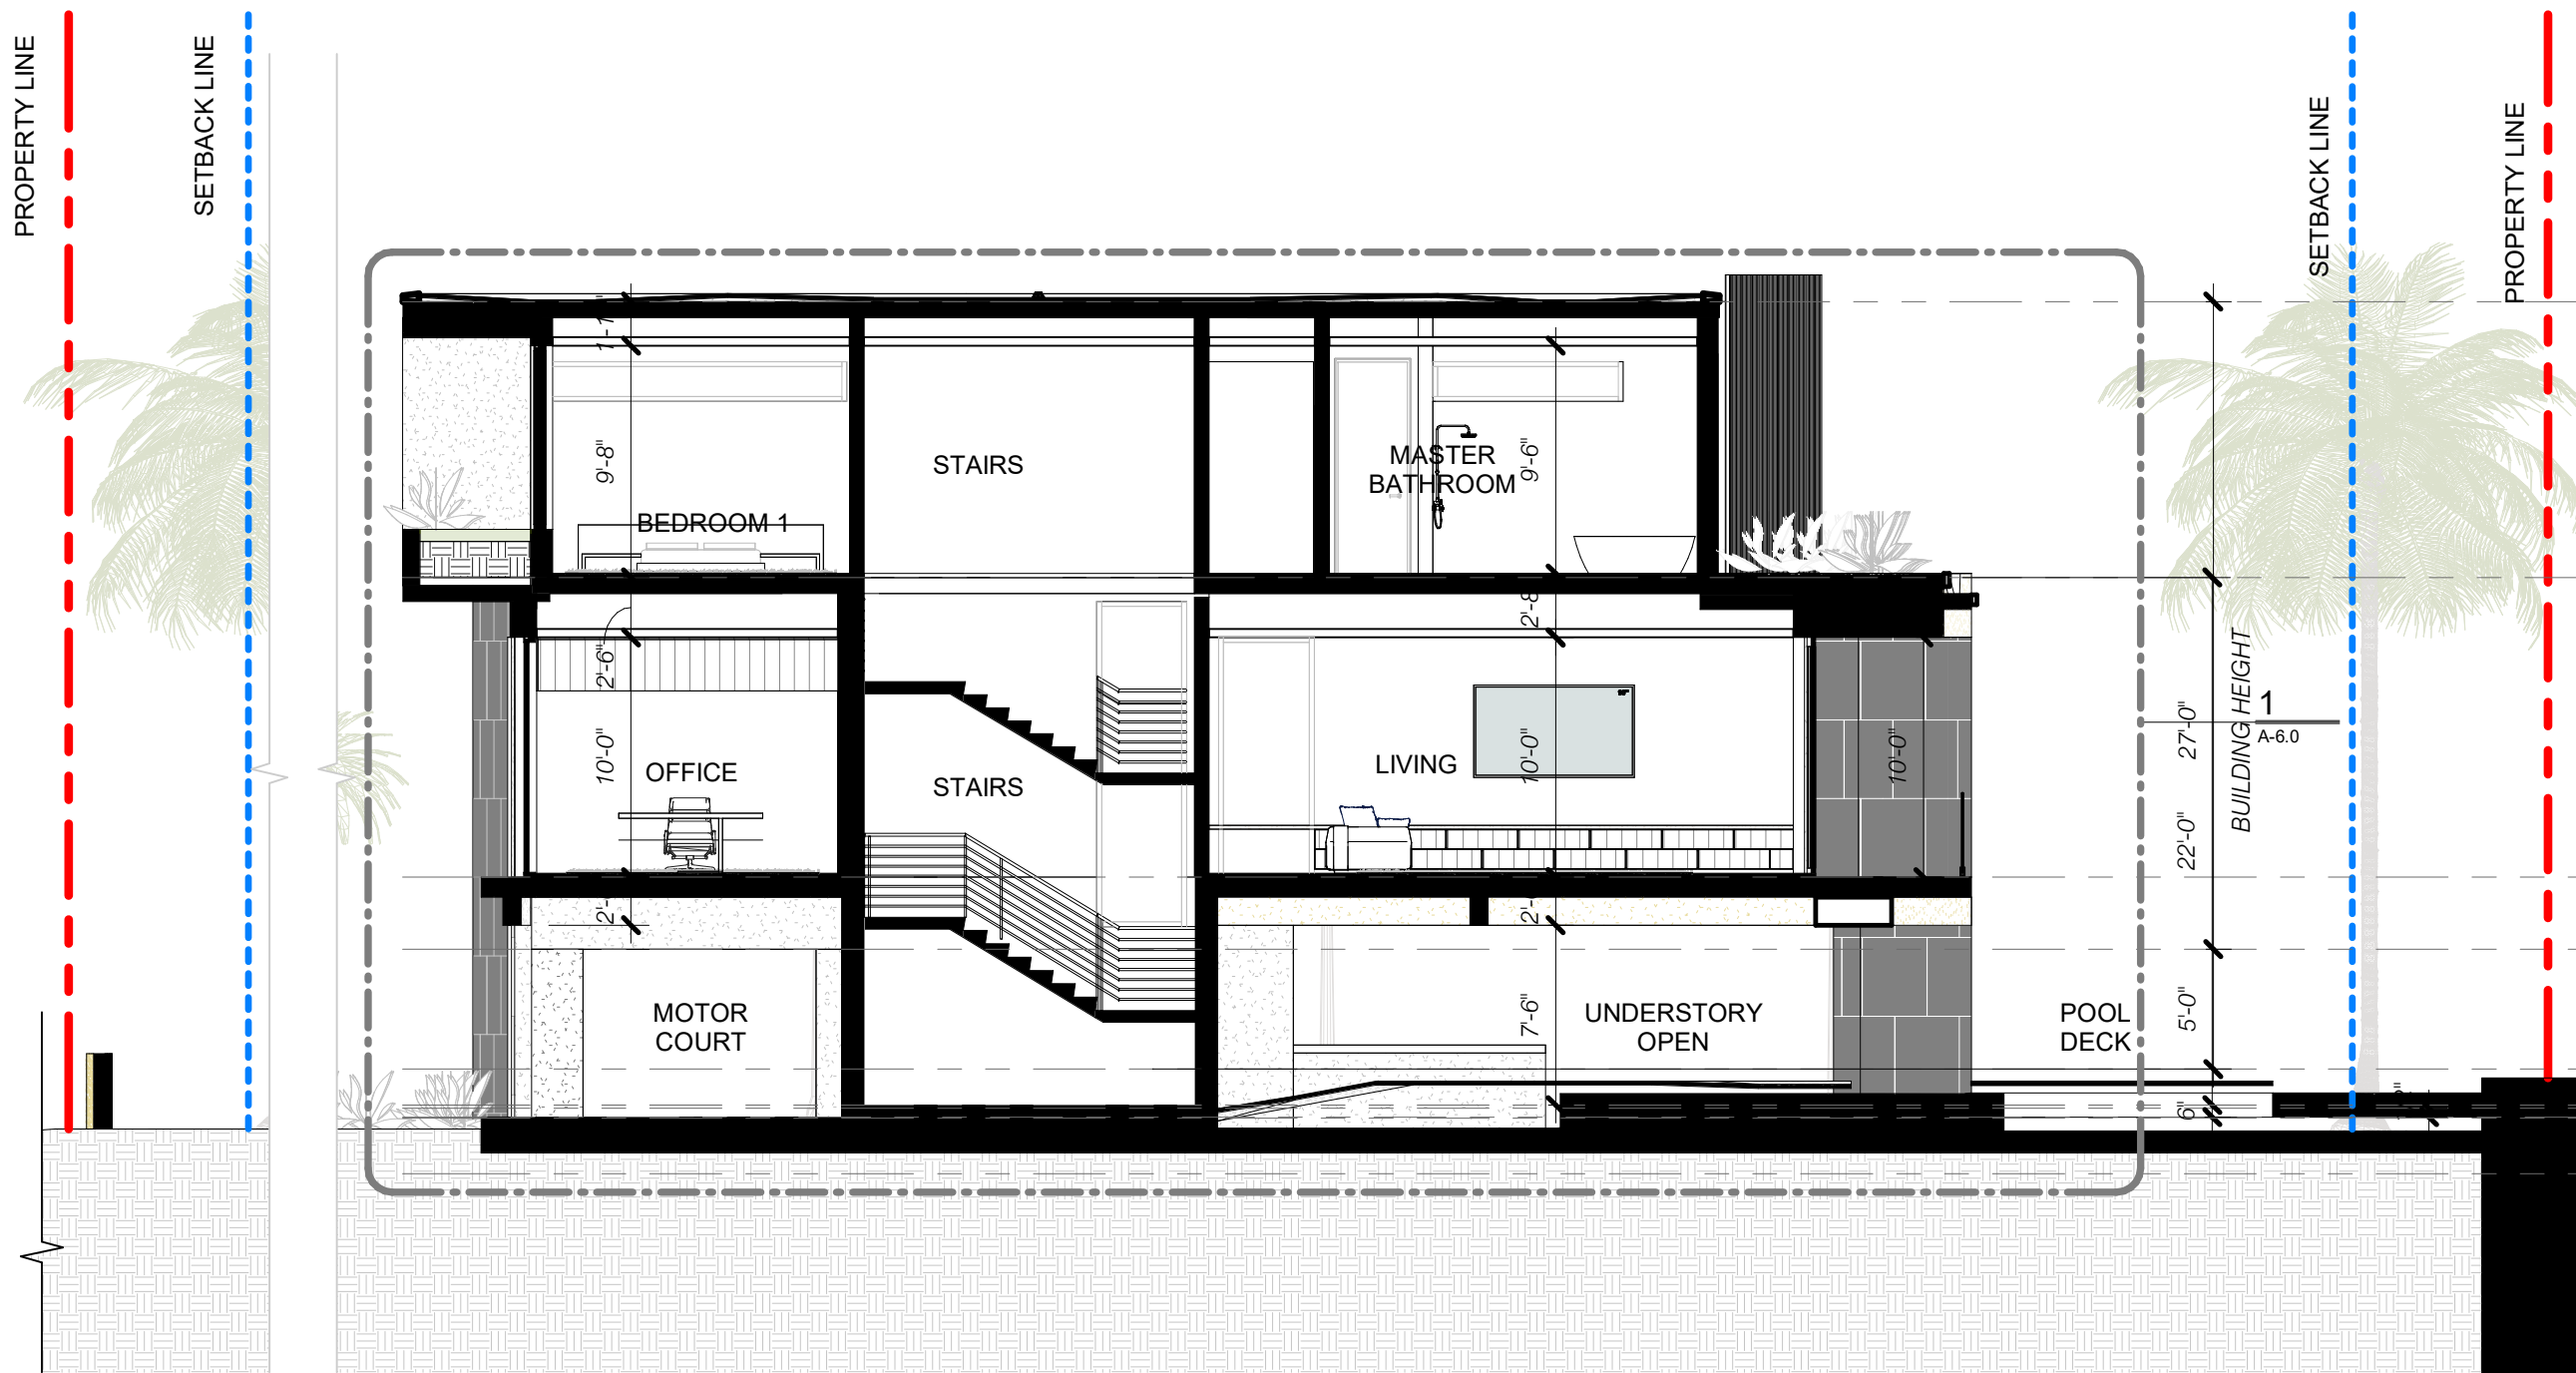 PROPERTY LINE
SETBACK LINE
SETBACK LINE
PROPERTY LINE
9'-8"
BEDROOM 1
STAIRS
MASTER
BATHROOM
9'-6"
2'-8
2'-6"
10'-0"
OFFICE
STAIRS
LIVING
10'-0"
10'-0"
27'-0"
BUILDING HEIGHT
1
A-6.0
22'-0"
MOTOR
COURT
7'-6"
UNDERSTORY
OPEN
POOL
DECK
5'-0"
6"